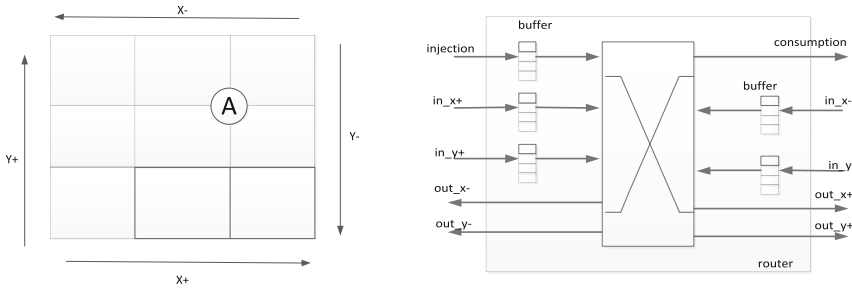 X-
A
Y+
Y-
X+
buffer
injection
consumption
buffer
in_x+
in_x-
in_y+
in_y
out_x-
out_x+
out_y-
out_y+
router